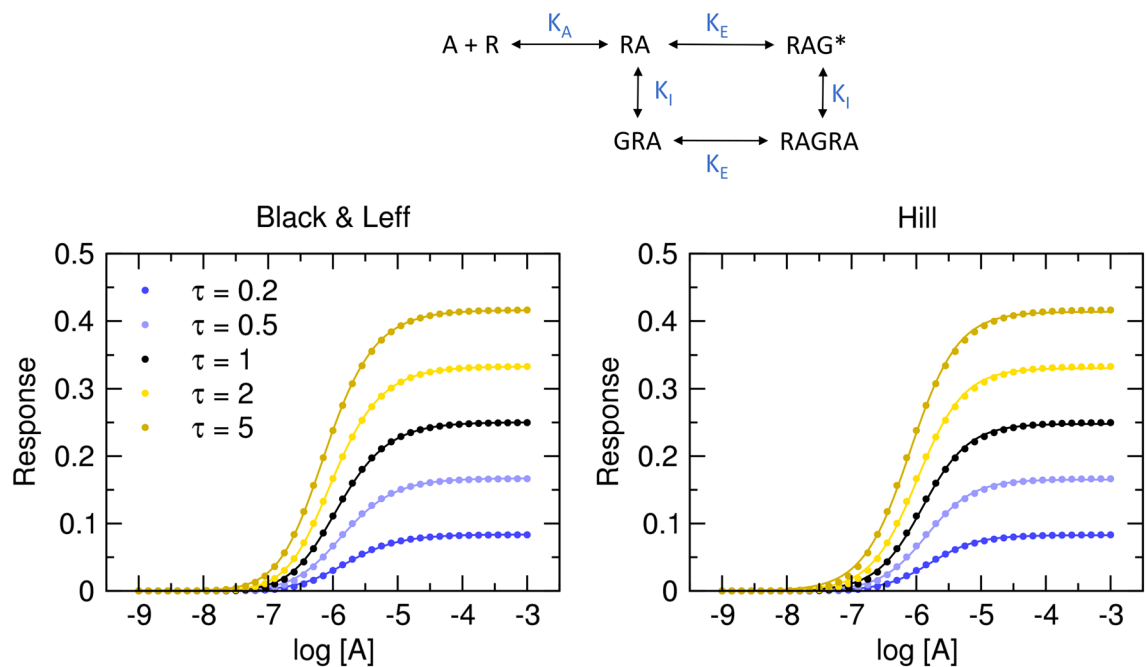 K_A K_E
A + R RA RAG*
K_I K_I
GRA RAGRA
K_E
Black & Leff
0.5
0.4
0.3
0.2
0.1
0
Response
τ = 0.2
τ = 0.5
τ = 1
τ = 2
τ = 5
-9 -8 -7 -6 -5 -4 -3
log [A]
Hill
0.5
0.4
0.3
0.2
0.1
0
Response
-9 -8 -7 -6 -5 -4 -3
log [A]